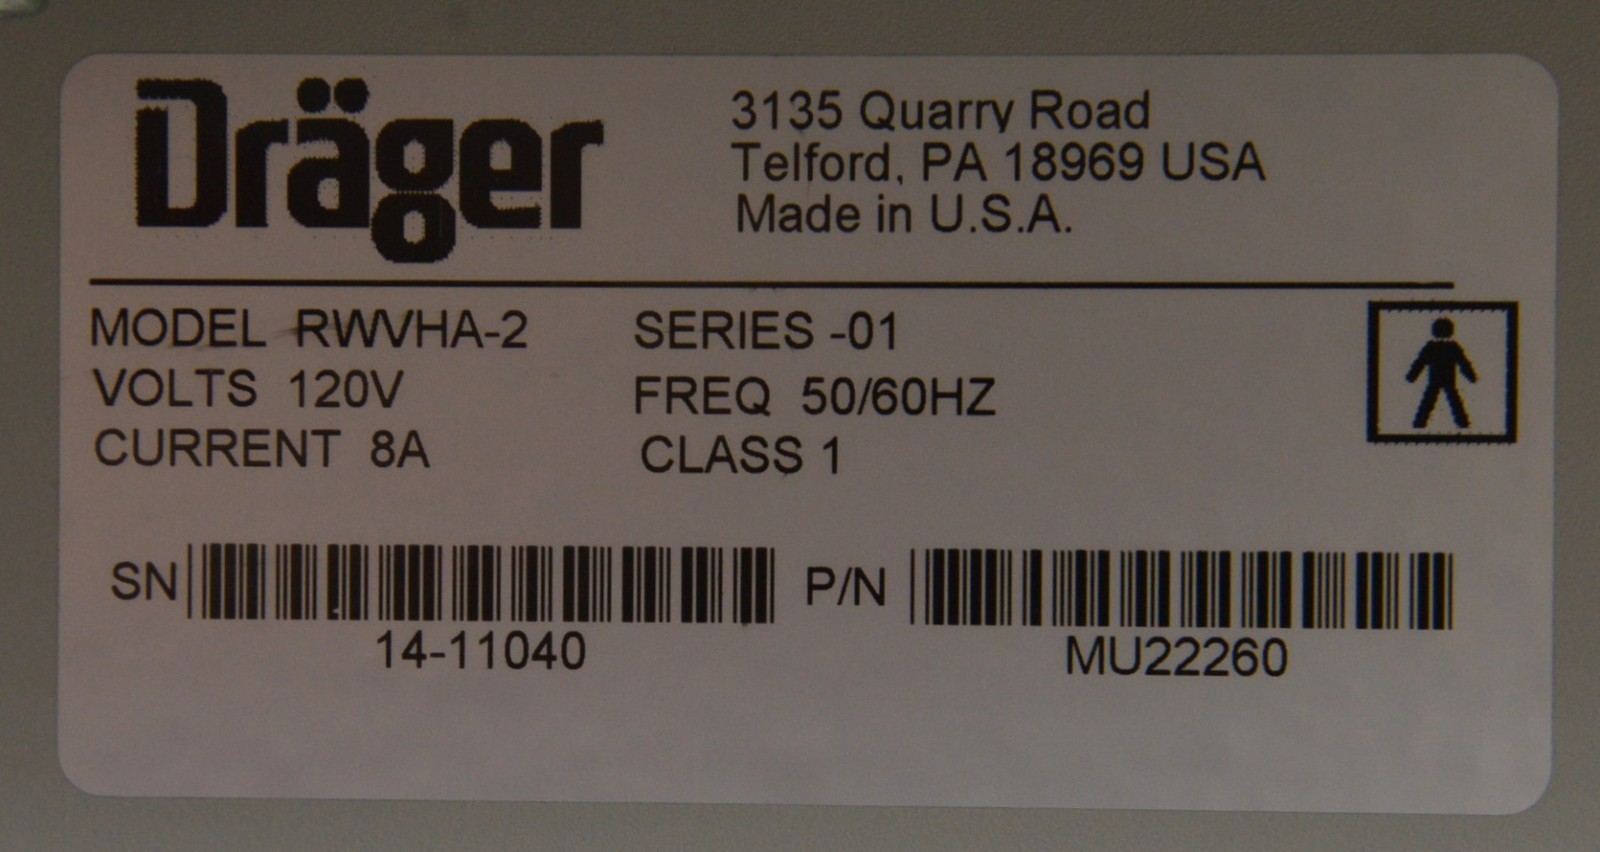 Dräger
3135 Quarry Road
Telford, PA 18969 USA
Made in U.S.A.
MODEL RWVHA-2 SERIES -01
VOLTS 120V FREQ 50/60HZ
CURRENT 8A CLASS 1
SN P/N
14-11040 MU22260